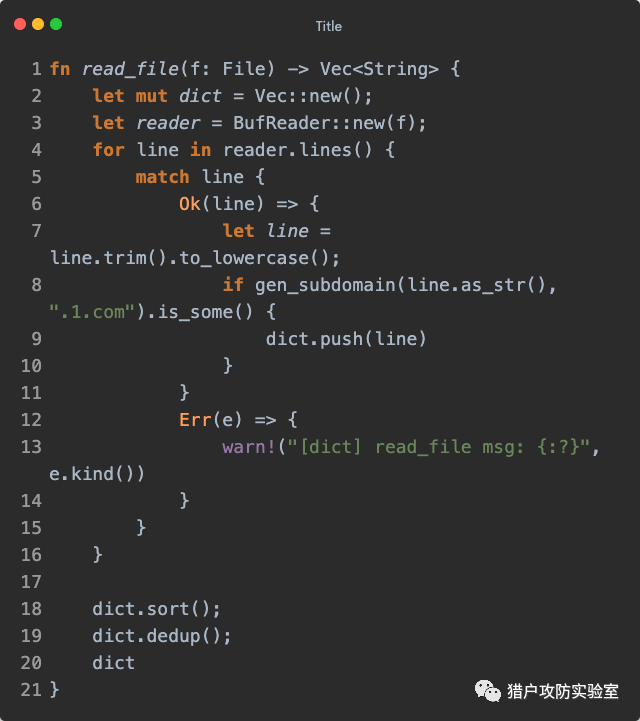 Title
1 fn read_file(f: File) -> Vec<String> {
2     let mut dict = Vec::new();
3     let reader = BufReader::new(f);
4     for line in reader.lines() {
5         match line {
6             Ok(line) => {
7                 let line =
line.trim().to_lowercase();
8                 if gen_subdomain(line.as_str(),
".1.com").is_some() {
9                     dict.push(line)
10                 }
11             }
12             Err(e) => {
13                 warn!("[dict] read_file msg: {:?}",
e.kind())
14             }
15         }
16     }
17
18     dict.sort();
19     dict.dedup();
20     dict
21 }
猎户攻防实验室